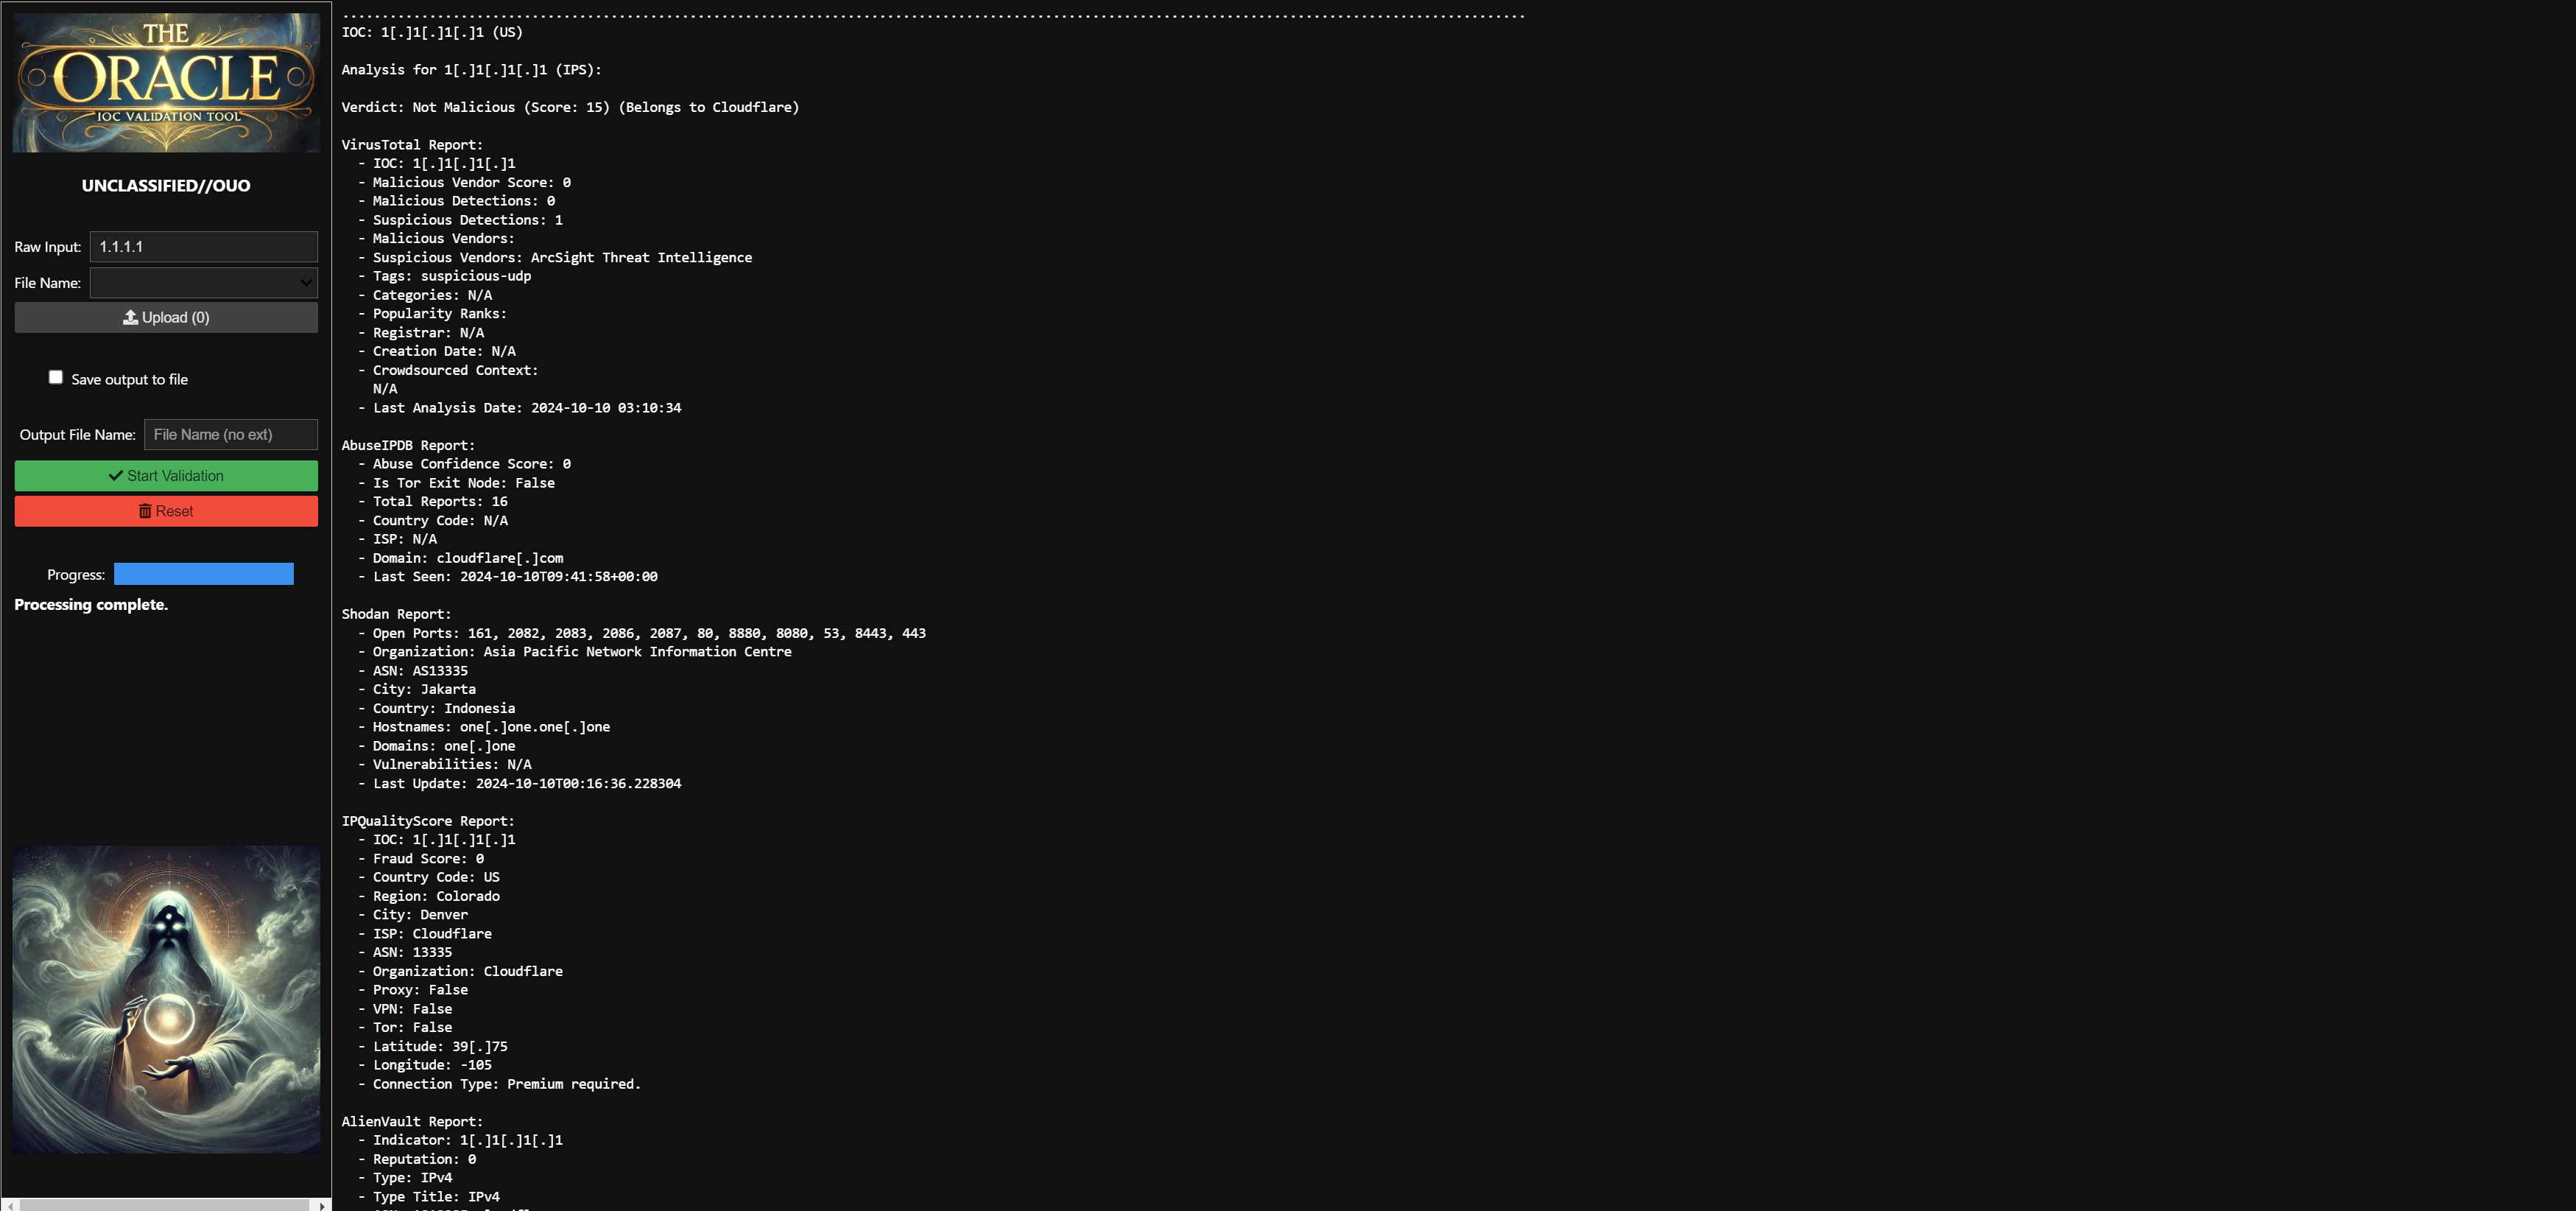 THE
ORACLE
IOC VALIDATION TOOL
UNCLASSIFIED//OUO
Raw Input: 1.1.1.1
File Name:
Upload (0)
Save output to file
Output File Name: File Name (no ext)
Start Validation
Reset
Progress:
Processing complete.
IOC: 1[.]1[.]1[.]1 (US)
Analysis for 1[.]1[.]1[.]1 (IPS):
Verdict: Not Malicious (Score: 15) (Belongs to Cloudflare)
VirusTotal Report:
- IOC: 1[.]1[.]1[.]1
- Malicious Vendor Score: 0
- Malicious Detections: 0
- Suspicious Detections: 1
- Malicious Vendors:
- Suspicious Vendors: ArcSight Threat Intelligence
- Tags: suspicious-udp
- Categories: N/A
- Popularity Ranks:
- Registrar: N/A
- Creation Date: N/A
- Crowdsourced Context:
N/A
- Last Analysis Date: 2024-10-10 03:10:34
AbuseIPDB Report:
- Abuse Confidence Score: 0
- Is Tor Exit Node: False
- Total Reports: 16
- Country Code: N/A
- ISP: N/A
- Domain: cloudflare[.]com
- Last Seen: 2024-10-10T09:41:58+00:00
Shodan Report:
- Open Ports: 161, 2082, 2083, 2086, 2087, 80, 8880, 8080, 53, 8443, 443
- Organization: Asia Pacific Network Information Centre
- ASN: AS13335
- City: Jakarta
- Country: Indonesia
- Hostnames: one[.]one.one[.]one
- Domains: one[.]one
- Vulnerabilities: N/A
- Last Update: 2024-10-10T00:16:36.228304
IPQualityScore Report:
- IOC: 1[.]1[.]1[.]1
- Fraud Score: 0
- Country Code: US
- Region: Colorado
- City: Denver
- ISP: Cloudflare
- ASN: 13335
- Organization: Cloudflare
- Proxy: False
- VPN: False
- Tor: False
- Latitude: 39[.]75
- Longitude: -105
- Connection Type: Premium required.
AlienVault Report:
- Indicator: 1[.]1[.]1[.]1
- Reputation: 0
- Type: IPv4
- Type Title: IPv4